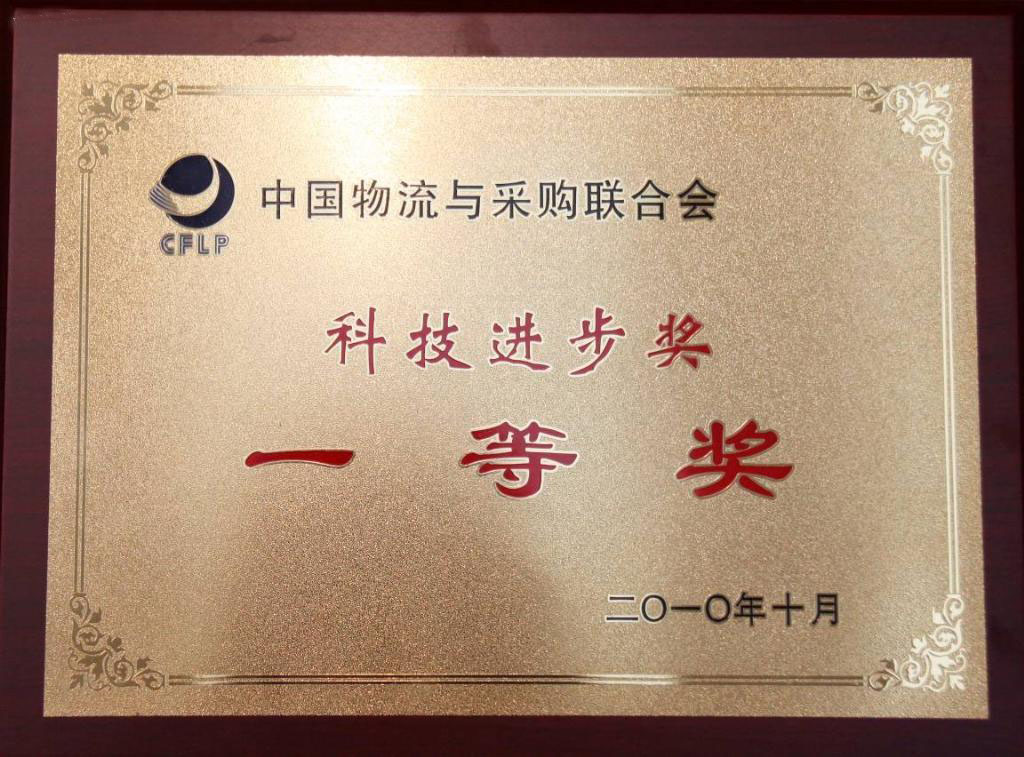 中国物流与采购联合会
CFLP
科技进步奖
一等奖
二〇一〇年十月